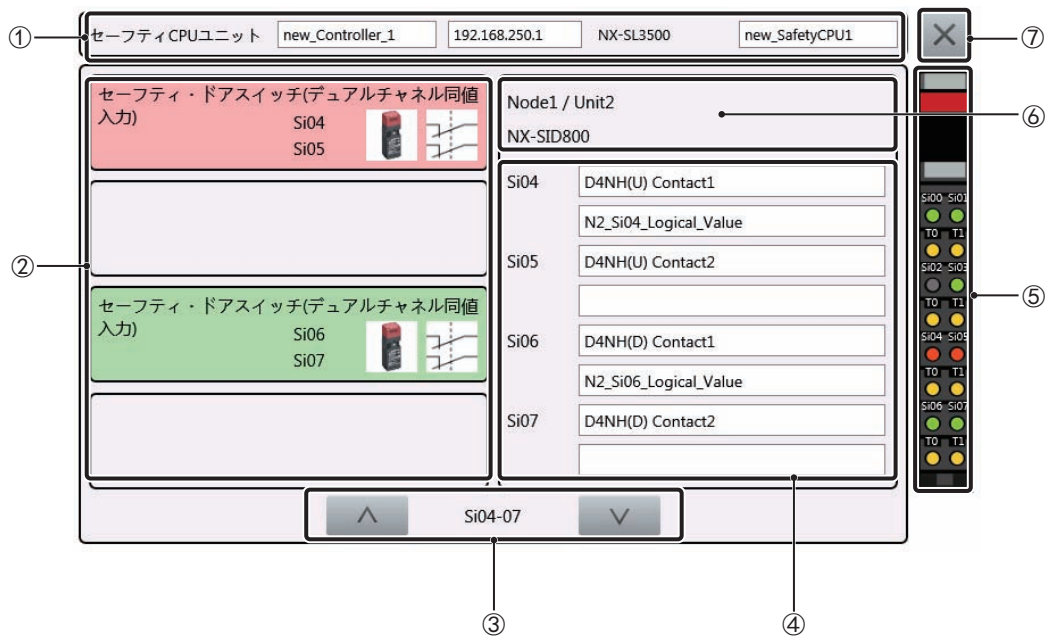 ①
セーフティCPUユニット new_Controller_1 192.168.250.1 NX-SL3500 new_SafetyCPU1
⑦
セーフティ・ドアスイッチ(デュアルチャネル同値
入力)
Si04
Si05
②
セーフティ・ドアスイッチ(デュアルチャネル同値
入力)
Si06
Si07
Node1 / Unit2
NX-SID800
⑥
Si04 D4NH(U) Contact1
N2_Si04_Logical_Value
Si05 D4NH(U) Contact2
Si06 D4NH(D) Contact1
N2_Si06_Logical_Value
Si07 D4NH(D) Contact2
Si00 Si01
T0 T1
Si02 Si03
T0 T1
Si04 Si05
T0 T1
Si06 Si07
T0 T1
⑤
Si04-07
③
④